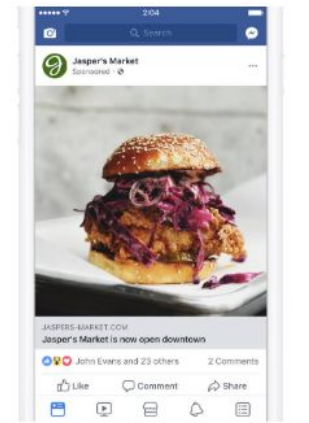 2:04
Search
Jasper's Market
Sponsored ·
JASPERS-MARKET.COM
Jasper's Market is now open downtown
John Evans and 23 others 2 Comments
Like Comment Share